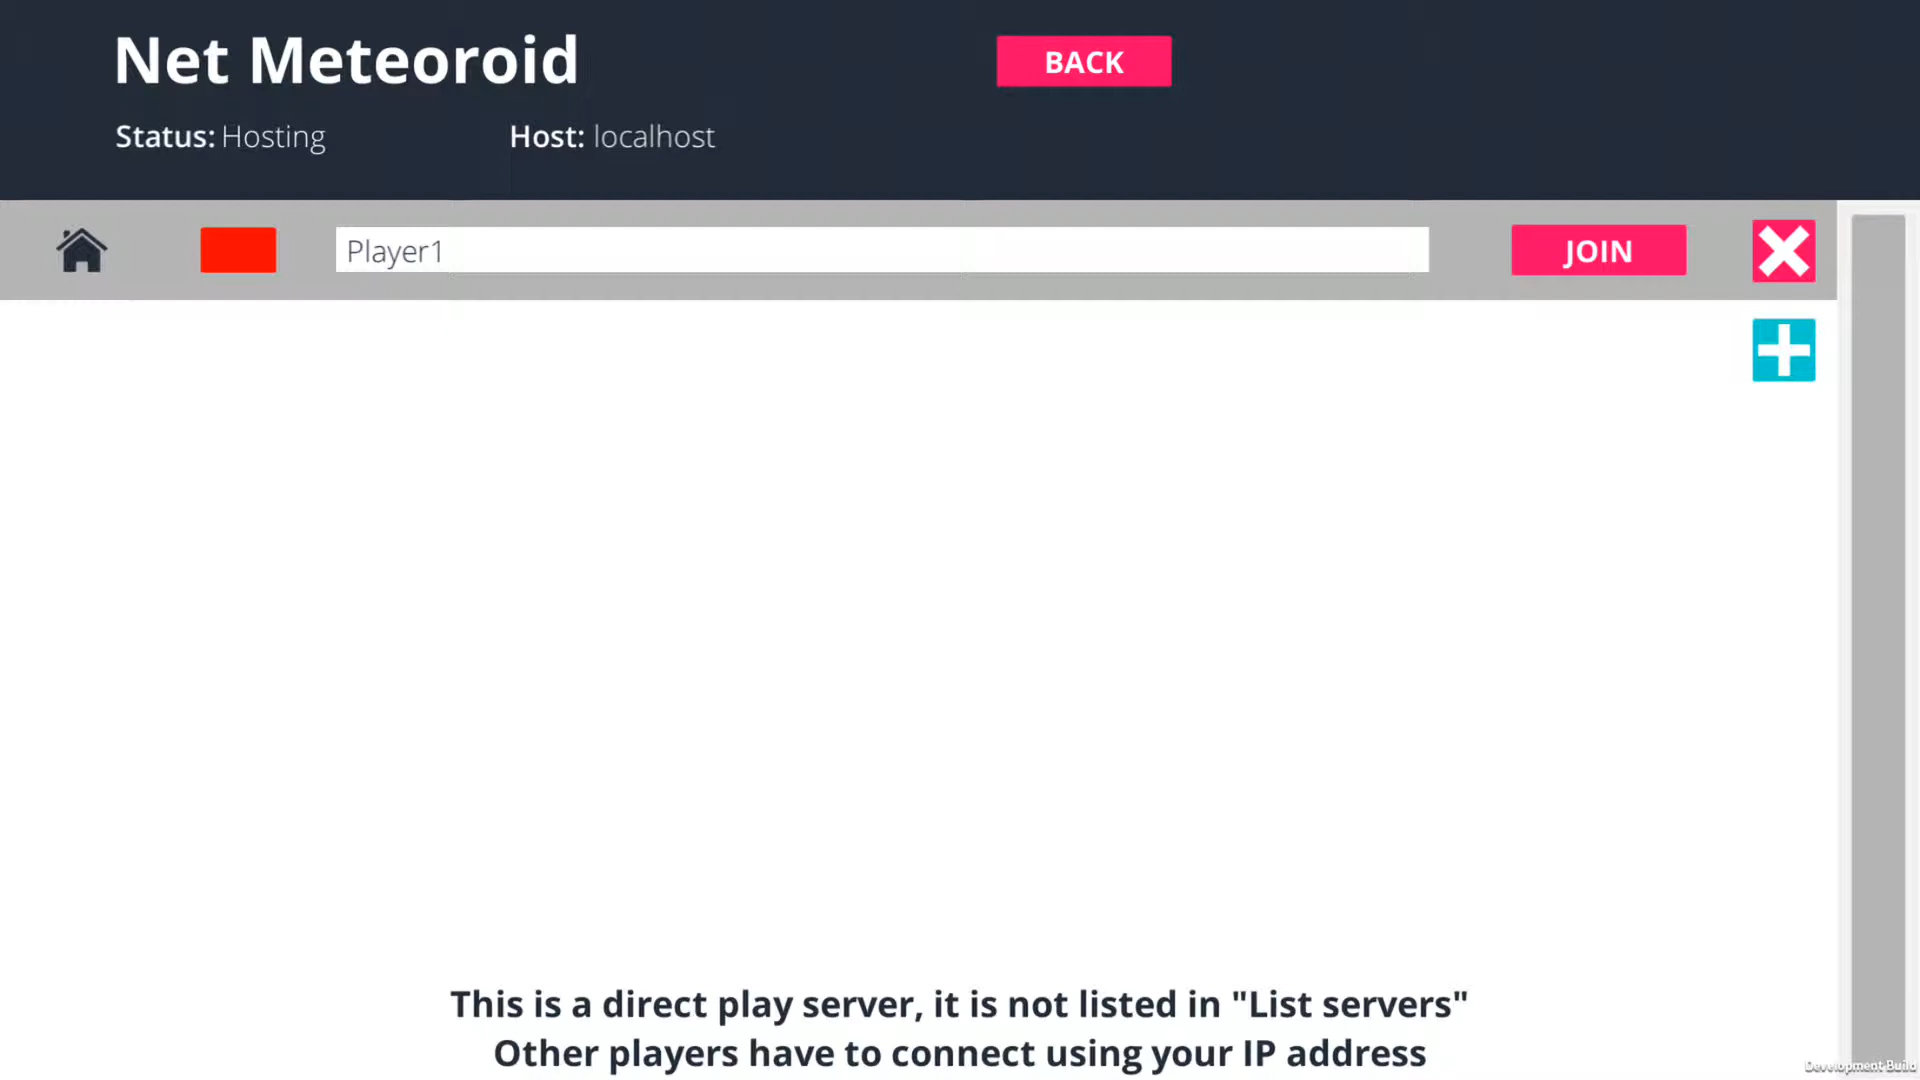 Net Meteoroid
BACK
Status: Hosting
Host: localhost
Player1
JOIN
This is a direct play server, it is not listed in "List servers"
Other players have to connect using your IP address
Development Build